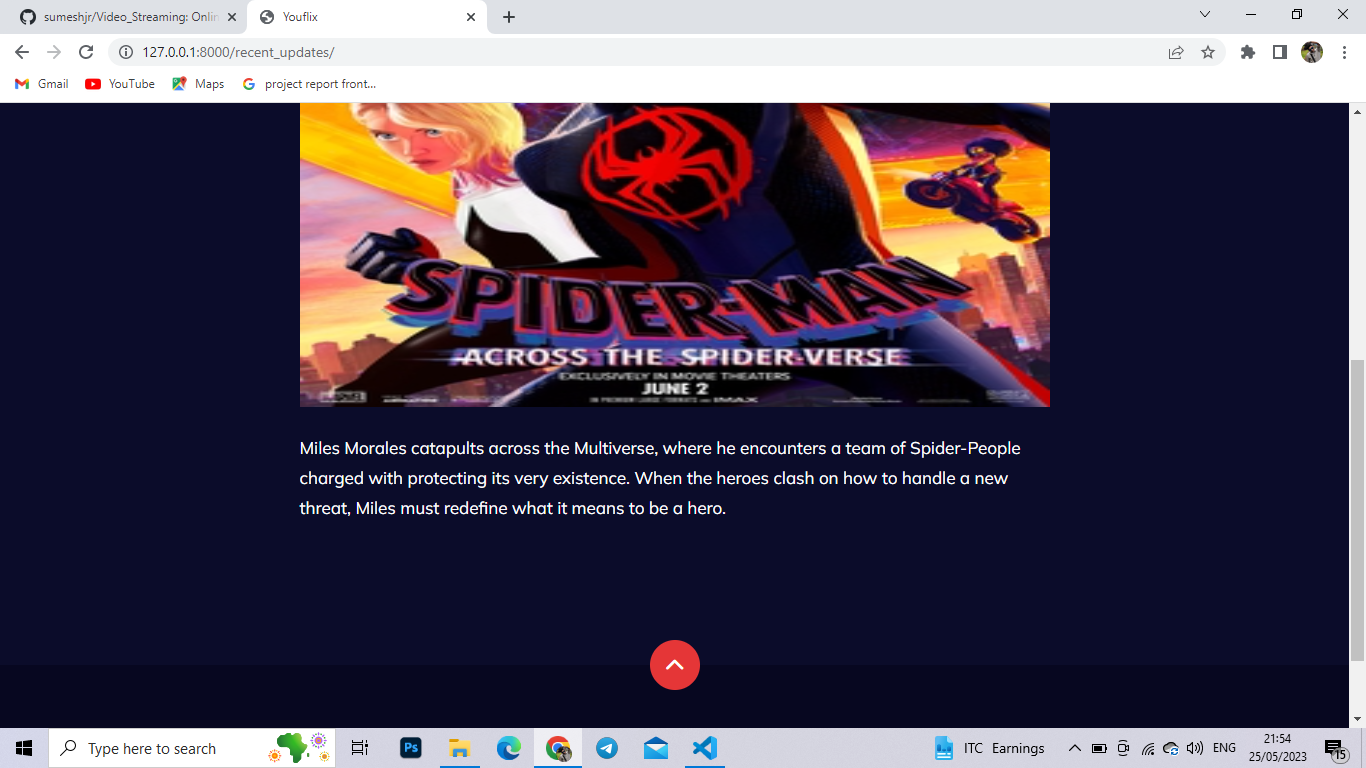 sumeshjr/Video_Streaming: Onlin
Youflix
127.0.0.1:8000/recent_updates/
Gmail
YouTube
Maps
project report front...
SPIDER-MAN
ACROSS THE SPIDER-VERSE
EXCLUSIVELY IN MOVIE THEATERS
JUNE 2
Miles Morales catapults across the Multiverse, where he encounters a team of Spider-People
charged with protecting its very existence. When the heroes clash on how to handle a new
threat, Miles must redefine what it means to be a hero.
Type here to search
Ps
ITC Earnings
ENG
21:54
25/05/2023
15